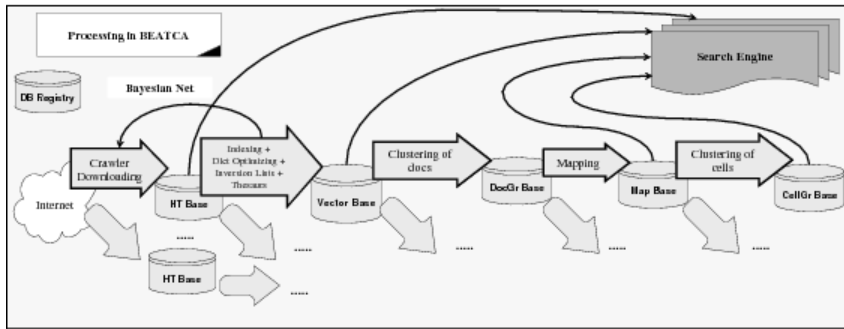 Processing in BEATCA
Search Engine
DB Registry
Bayesian Net
Crawler
Downloading
Indexing +
Dict Optimizing +
Inversion Lists +
Thesaurs
Clustering of
docs
Mapping
Clustering of
cells
Internet
HT Base
Vector Base
DocGr Base
Map Base
CellGr Base
.....
.....
.....
.....
.....
.....
HT Base
.....